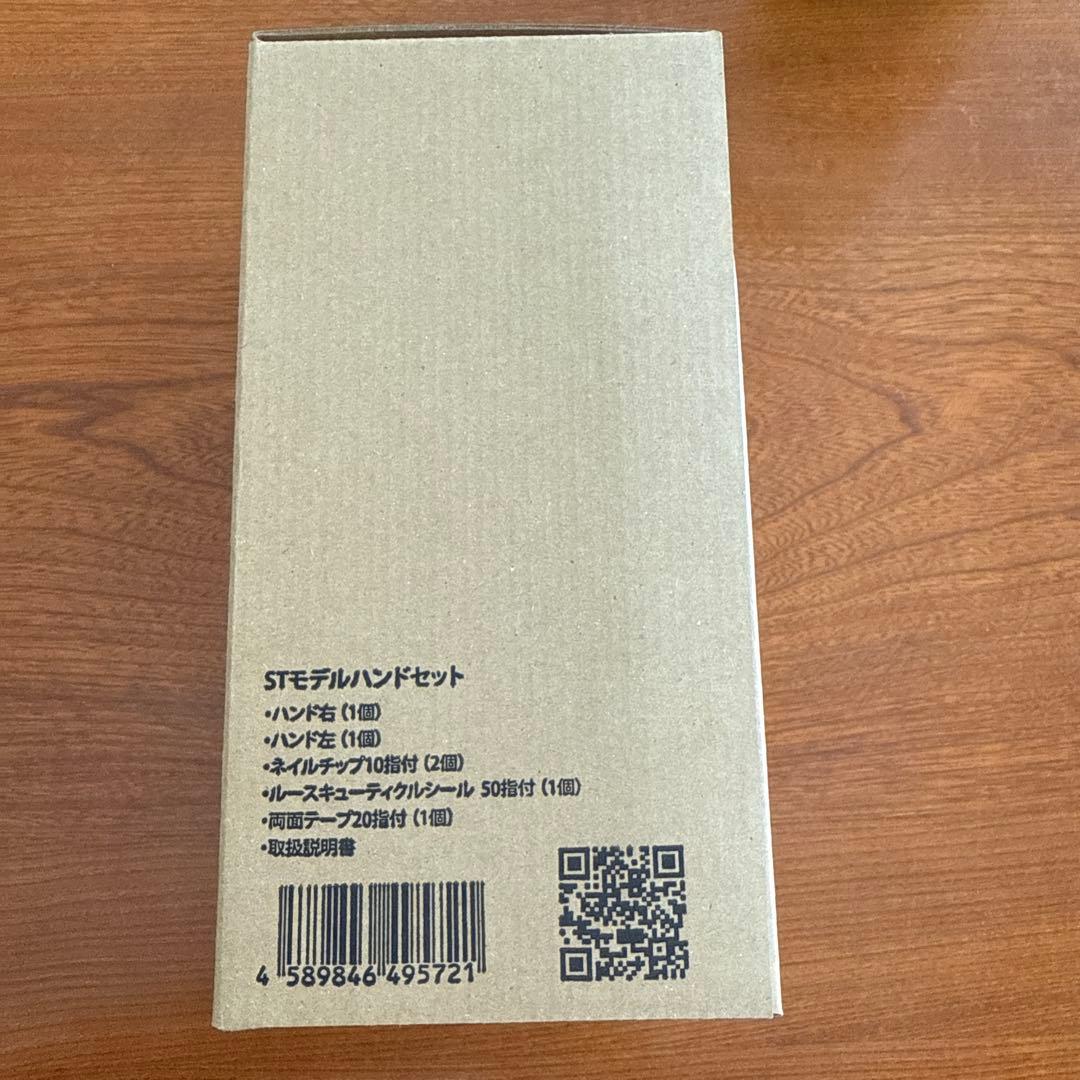 STモデルハンドセット
・ハンド右（1個）
・ハンド左（1個）
・ネイルチップ10指付（2個）
・ルースキューティクルシール 50指付（1個）
・両面テープ20指付（1個）
・取扱説明書
4 589846 495721